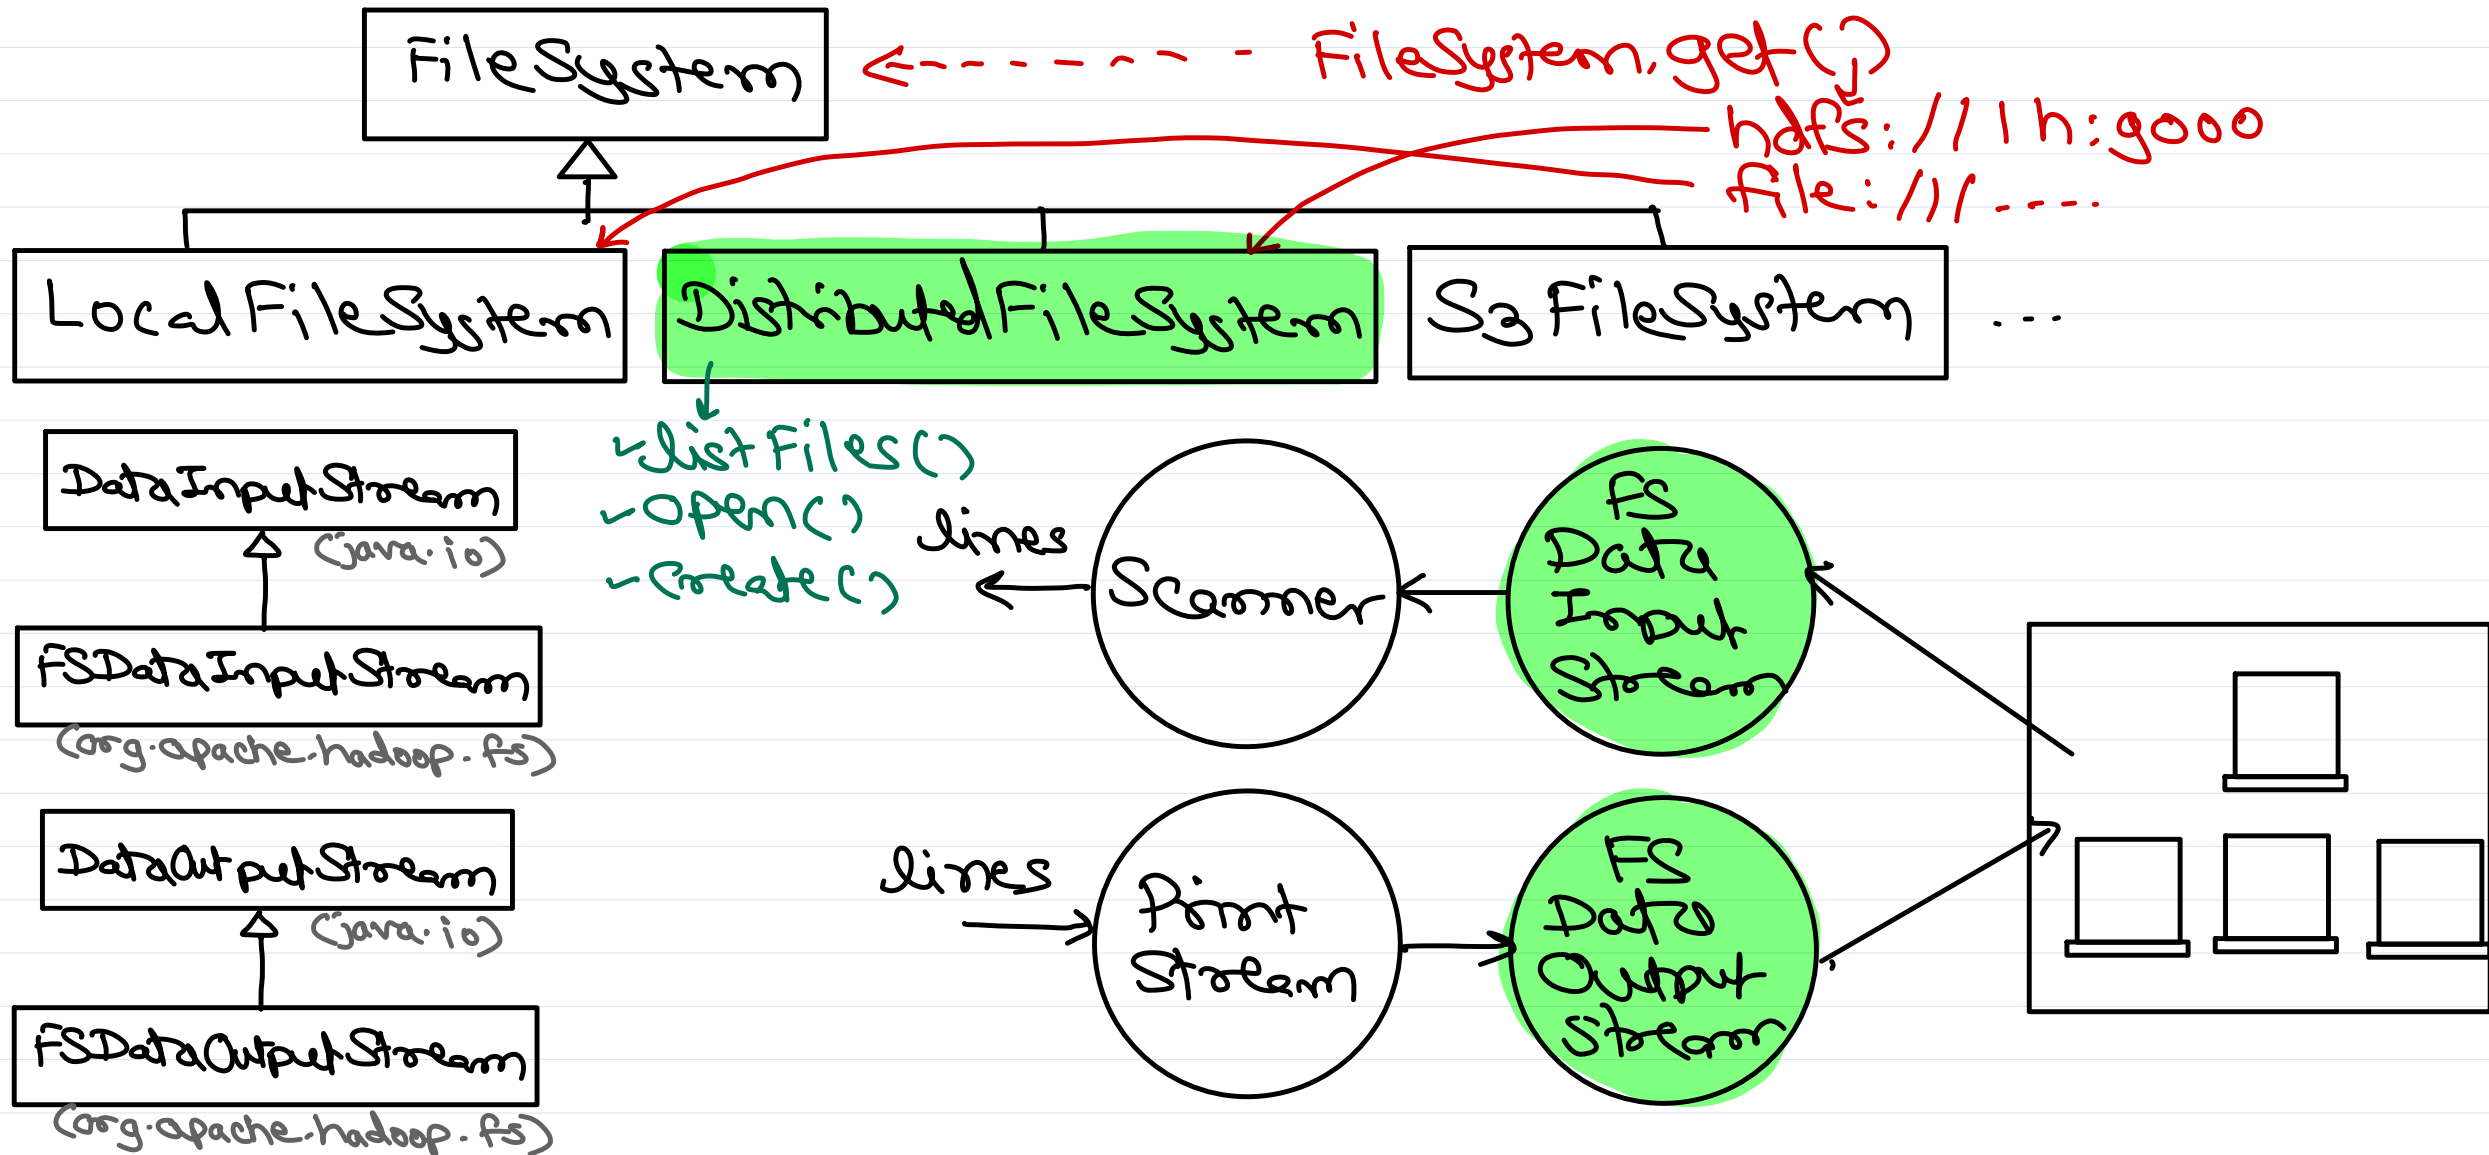 FileSystem
FileSystem.get()
hdfs://lh:9000
file:/// ----
LocalFileSystem
DistributedFileSystem
S3FileSystem
...
- listFiles()
- open()
- create()
DataInputStream
(java.io)
FSDataInputStream
(org.apache.hadoop.fs)
lines
Scanner
FS
Data
Input
Stream
DataOutputStream
(java.io)
FSDataOutputStream
(org.apache.hadoop.fs)
lines
Print
Stream
FS
Data
Output
Stream